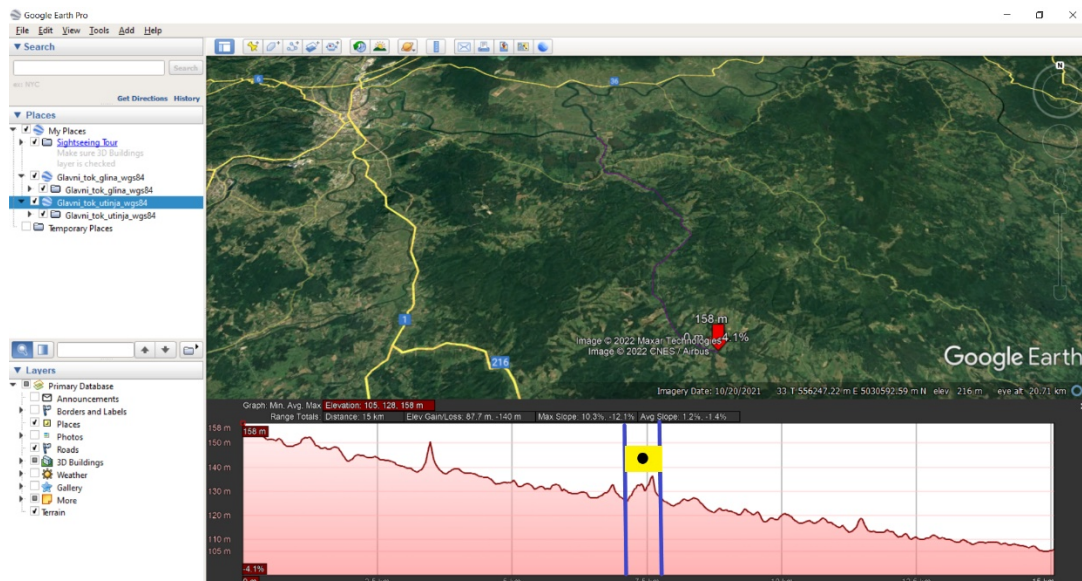 Google Earth Pro
File Edit View Tools Add Help
Search
Search
ex: NYC
Get Directions History
Places
My Places
Sightseeing Tour
Make sure 3D Buildings
layer is checked
Glavni_tok_glina_wgs84
Glavni_tok_glina_wgs84
Glavni_tok_utinja_wgs84
Glavni_tok_utinja_wgs84
Temporary Places
Layers
Primary Database
Announcements
Borders and Labels
Places
Photos
Roads
3D Buildings
Weather
Gallery
More
Terrain
N
36
1
216
158 m
0 m 4.1%
Image © 2022 Maxar Technologies
Image © 2022 CNES / Airbus
Google Earth
Imagery Date: 10/20/2021 33 T 556247.22 m E 5030592.59 m N elev 216 m eye alt 20.71 km
Graph: Min, Avg, Max Elevation: 105, 128, 158 m
Range Totals: Distance: 15 km Elev Gain/Loss: 87.7 m, -140 m Max Slope: 10.3%, -12.1% Avg Slope: 1.2%, -1.4%
158 m
158 m
150 m
140 m
130 m
120 m
110 m
105 m
-4.1%